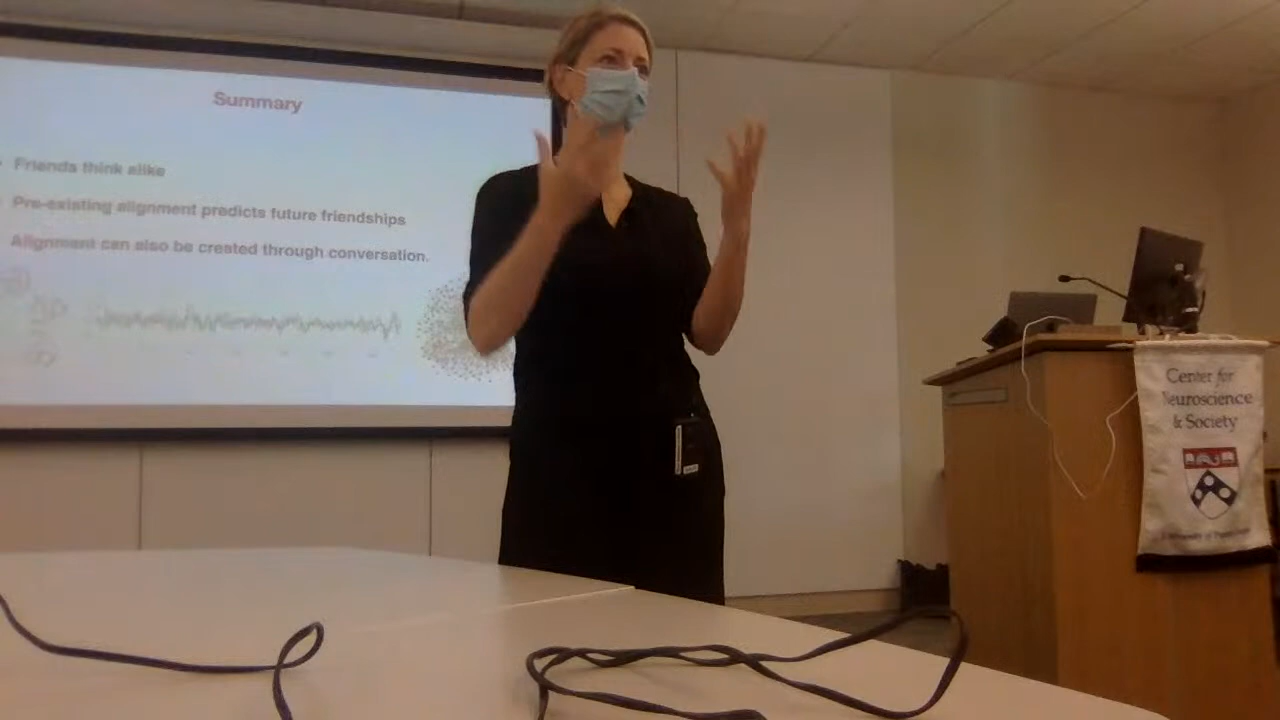 Summary
Friends think alike
Pre-existing alignment predicts future friendships
Alignment can also be created through conversation.
Center for
Neuroscience
& Society